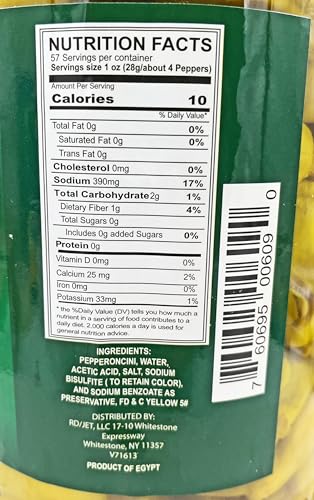 NUTRITION FACTS
57 Servings per container
Servings size 1 oz (28g/about 4 Peppers)
Amount Per Serving
Calories 10
% Daily Value*
Total Fat 0g 0%
Saturated Fat 0g 0%
Trans Fat 0g
Cholesterol 0mg 0%
Sodium 390mg 17%
Total Carbohydrate 2g 1%
Dietary Fiber 1g 4%
Total Sugars 0g
Includes 0g added Sugars 0%
Protein 0g
Vitamin D 0mg 0%
Calcium 25 mg 2%
Iron 0mg 0%
Potassium 33mg 1%
* the %Daily Value (DV) tells you how much a
nutrient in a serving of food contributes to a
daily diet. 2,000 calories a day is used for
general nutrition advice.
INGREDIENTS:
PEPPERONCINI, WATER,
ACETIC ACID, SALT, SODIUM
BISULFITE ( TO RETAIN COLOR),
AND SODIUM BENZOATE AS
PRESERVATIVE, FD & C YELLOW 5#
DISTRIBUTED BY:
RD/JET, LLC 17-10 Whitestone
Expressway
Whitestone, NY 11357
V71613
PRODUCT OF EGYPT
7 60695 00609 0